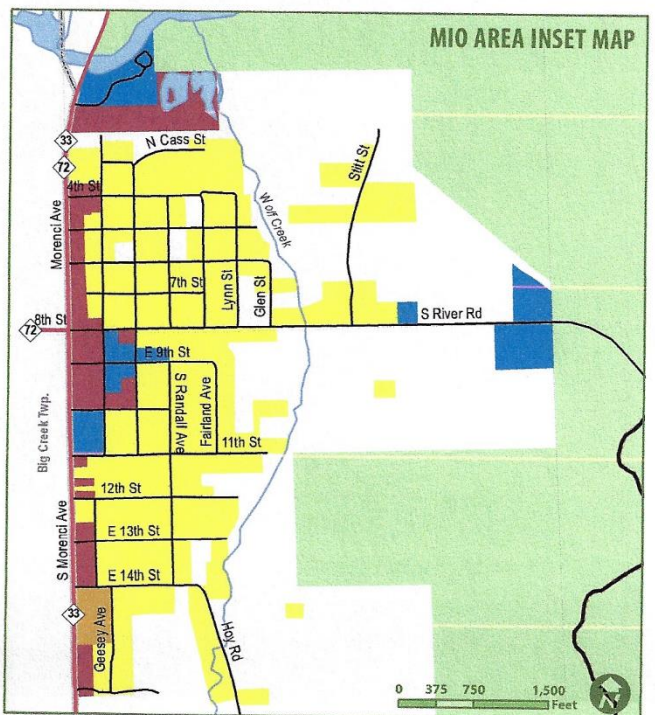 MIO AREA INSET MAP
33
N Cass St
72
4th St
Stitt St
Morenci Ave
Wolf Creek
7th St
Lynn St
Glen St
8th St
72
S River Rd
E 9th St
S Randall Ave
Fairland Ave
Big Creek Twp.
11th St
12th St
S Morenci Ave
E 13th St
E 14th St
33
Geesey Ave
Hoy Rd
0 375 750 1,500
Feet
N